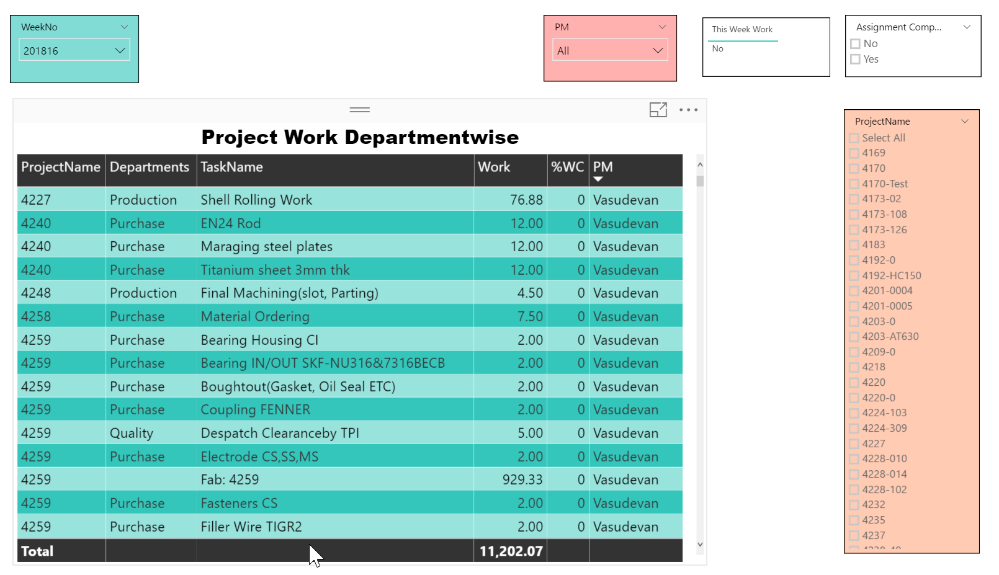 WeekNo
201816
PM
All
This Week Work
No
Assignment Comp...
No
Yes
Project Work Departmentwise
ProjectName Departments TaskName Work %WC PM
4227 Production Shell Rolling Work 76.88 0 Vasudevan
4240 Purchase EN24 Rod 12.00 0 Vasudevan
4240 Purchase Maraging steel plates 12.00 0 Vasudevan
4240 Purchase Titanium sheet 3mm thk 12.00 0 Vasudevan
4248 Production Final Machining(slot, Parting) 4.50 0 Vasudevan
4258 Purchase Material Ordering 7.50 0 Vasudevan
4259 Purchase Bearing Housing CI 2.00 0 Vasudevan
4259 Purchase Bearing IN/OUT SKF-NU316&7316BECB 2.00 0 Vasudevan
4259 Purchase Boughtout(Gasket, Oil Seal ETC) 2.00 0 Vasudevan
4259 Purchase Coupling FENNER 2.00 0 Vasudevan
4259 Quality Despatch Clearanceby TPI 5.00 0 Vasudevan
4259 Purchase Electrode CS,SS,MS 2.00 0 Vasudevan
4259 Fab: 4259 929.33 0 Vasudevan
4259 Purchase Fasteners CS 2.00 0 Vasudevan
4259 Purchase Filler Wire TIGR2 2.00 0 Vasudevan
Total 11,202.07
ProjectName
Select All
4169
4170
4170-Test
4173-02
4173-108
4173-126
4183
4192-0
4192-HC150
4201-0004
4201-0005
4203-0
4203-AT630
4209-0
4218
4220
4220-0
4224-103
4224-309
4227
4228-010
4228-014
4228-102
4232
4235
4237